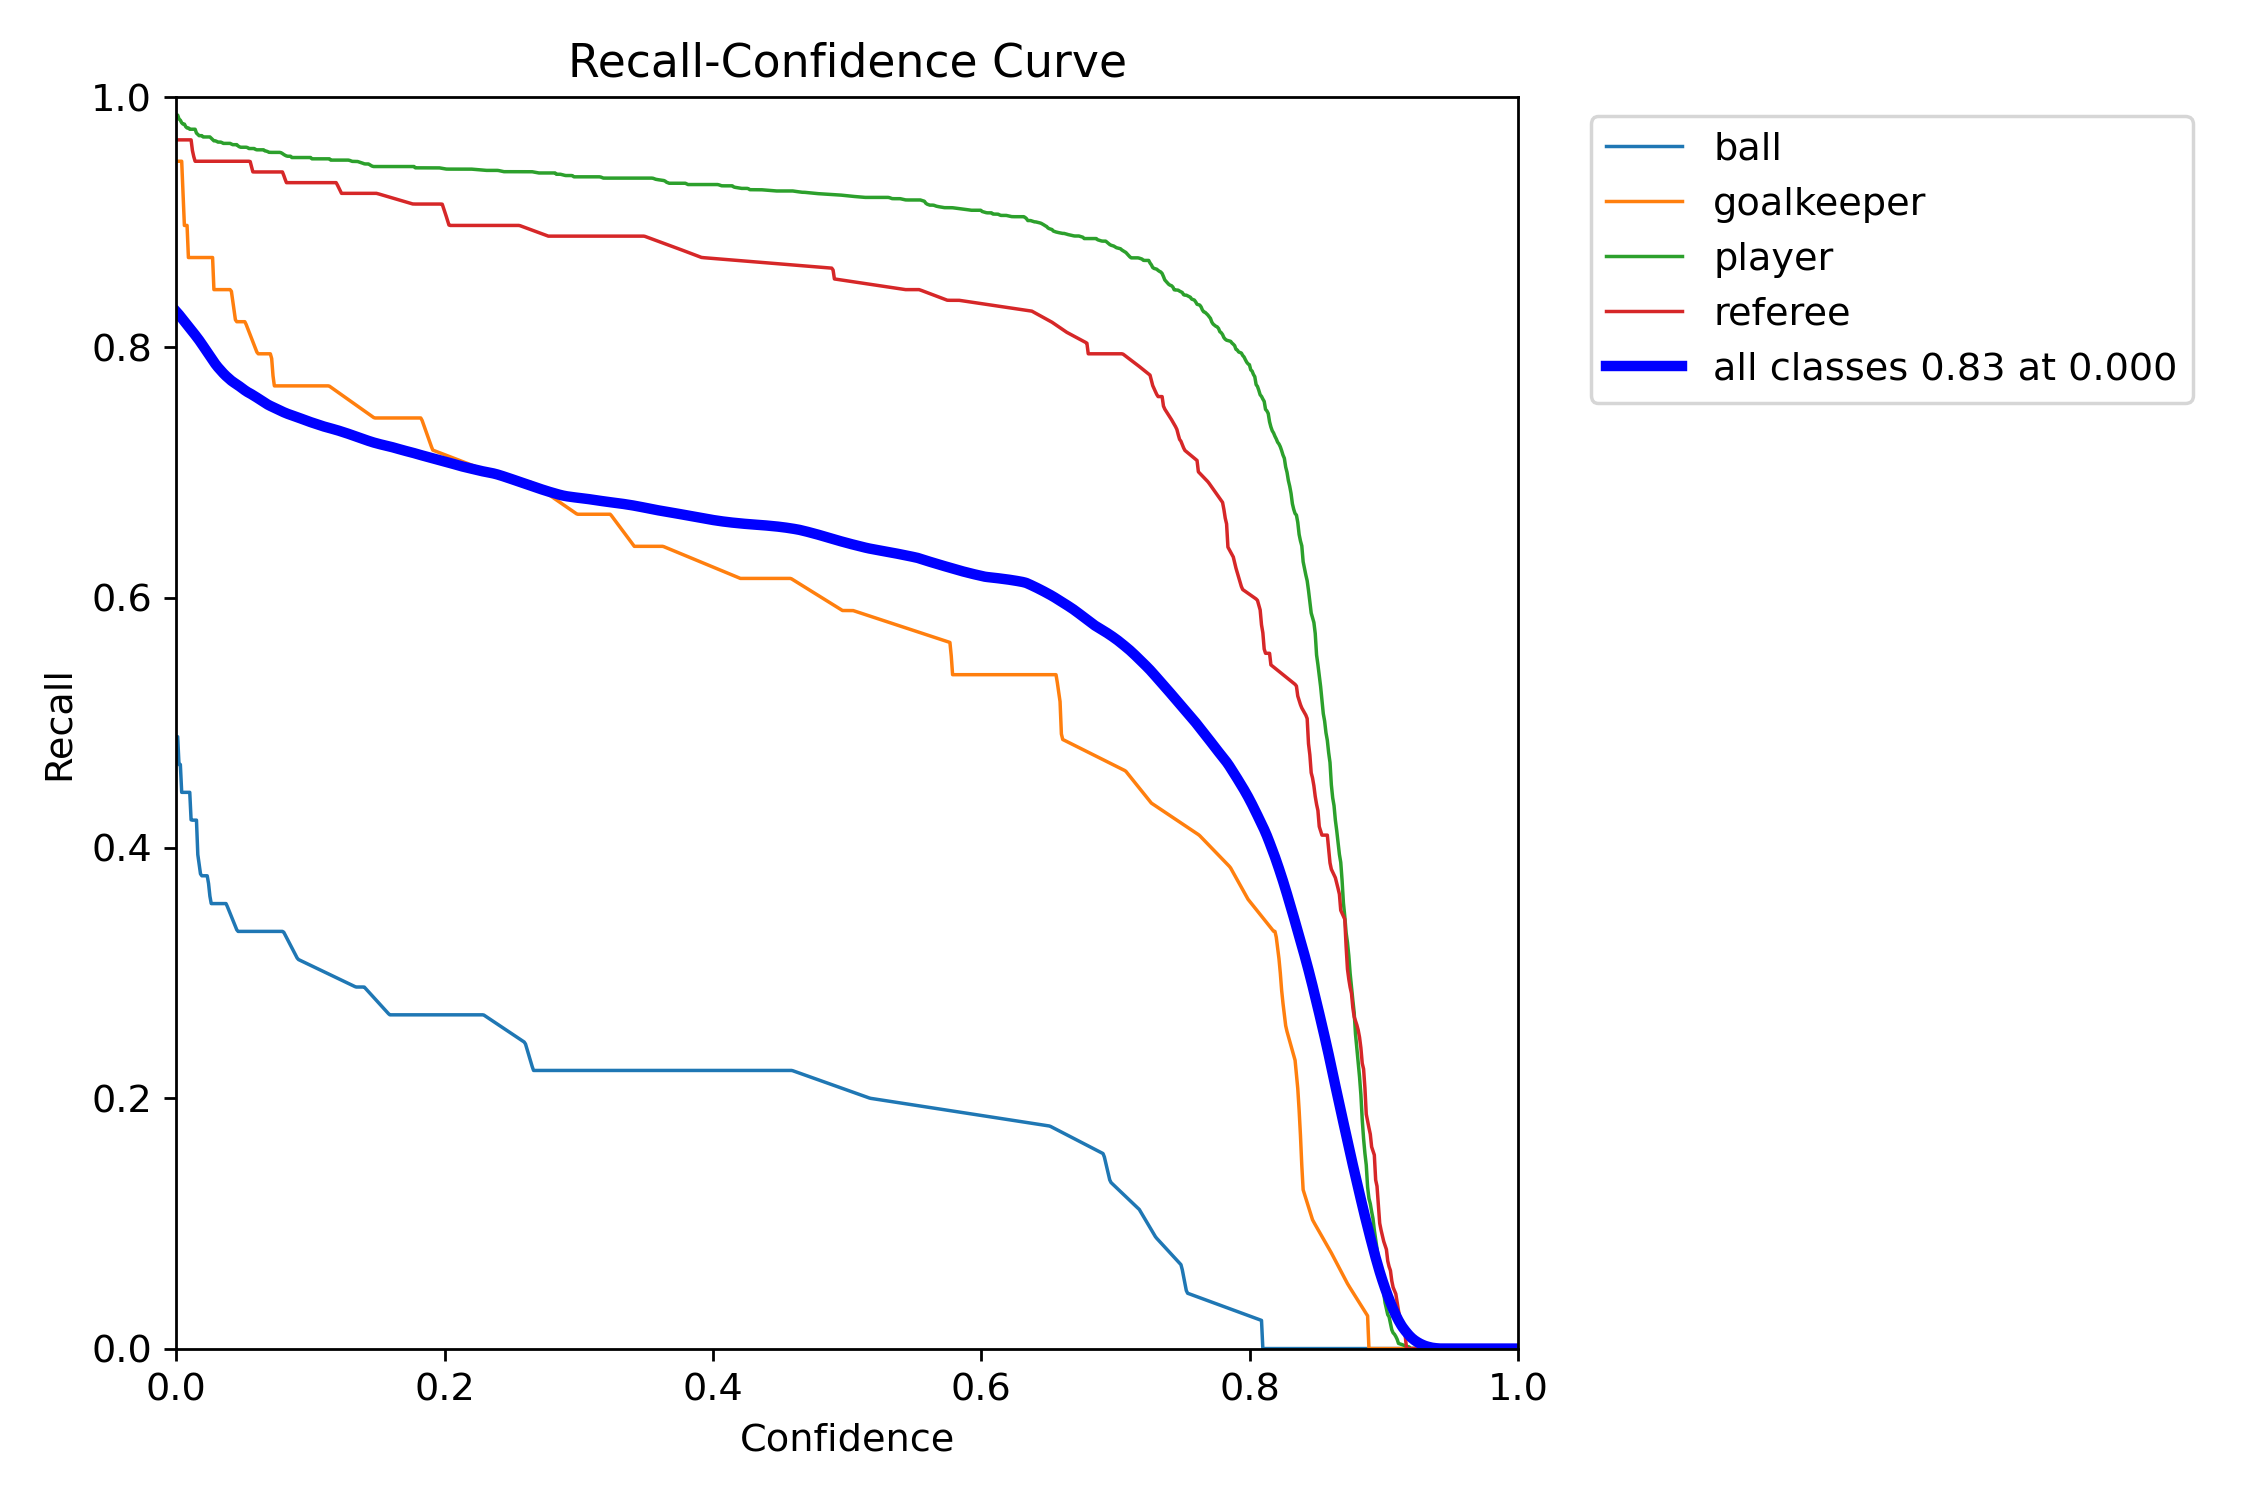 Recall-Confidence Curve
1.0
0.8
0.6
0.4
0.2
0.0
Recall
0.0 0.2 0.4 0.6 0.8 1.0
Confidence
ball
goalkeeper
player
referee
all classes 0.83 at 0.000